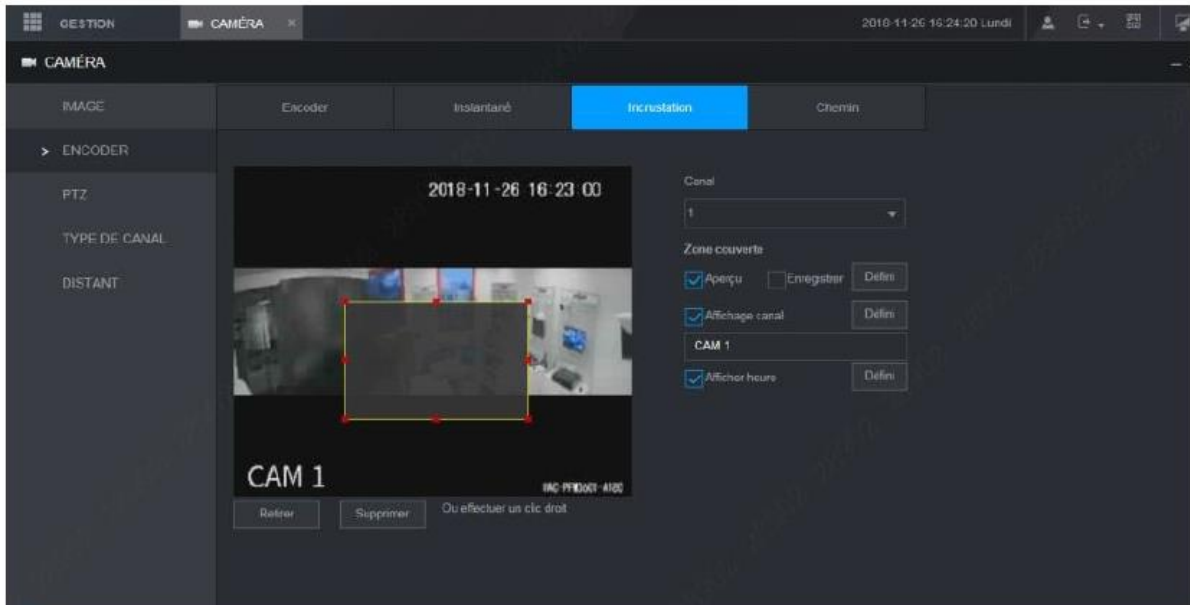 GESTION
CAMÉRA ×
2018-11-26 16:24:20 Lundi
CAMÉRA
IMAGE
ENCODER
PTZ
TYPE DE CANAL
DISTANT
Encoder
Instantané
Incrustation
Chemin
2018-11-26 16:23:00
CAM 1
Retirer
Supprimer
Ou effectuer un clic droit
Canal
1
Zone couverte
Aperçu
Enregistrer
Défini
Affichage canal
Défini
CAM 1
Afficher heure
Défini